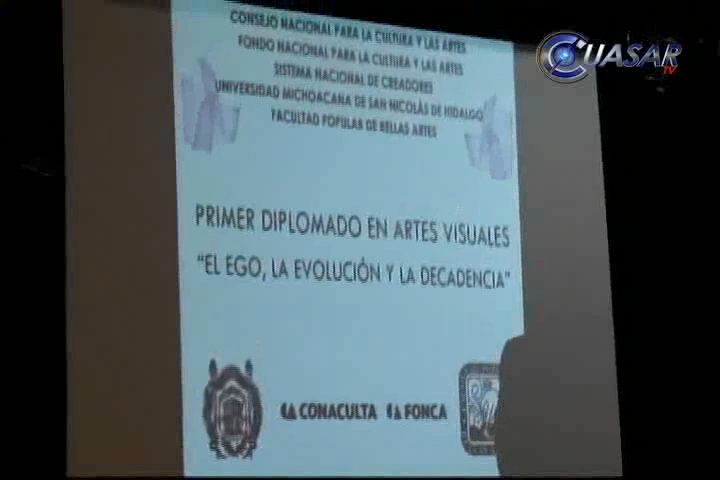 CONSEJO NACIONAL PARA LA CULTURA Y LAS ARTES
FONDO NACIONAL PARA LA CULTURA Y LAS ARTES
SISTEMA NACIONAL DE CREADORES
UNIVERSIDAD MICHOACANA DE SAN NICOLÁS DE HIDALGO
FACULTAD POPULAR DE BELLAS ARTES
CUASAR
TV
PRIMER DIPLOMADO EN ARTES VISUALES
"EL EGO, LA EVOLUCIÓN Y LA DECADENCIA"
CONACULTA FONCA